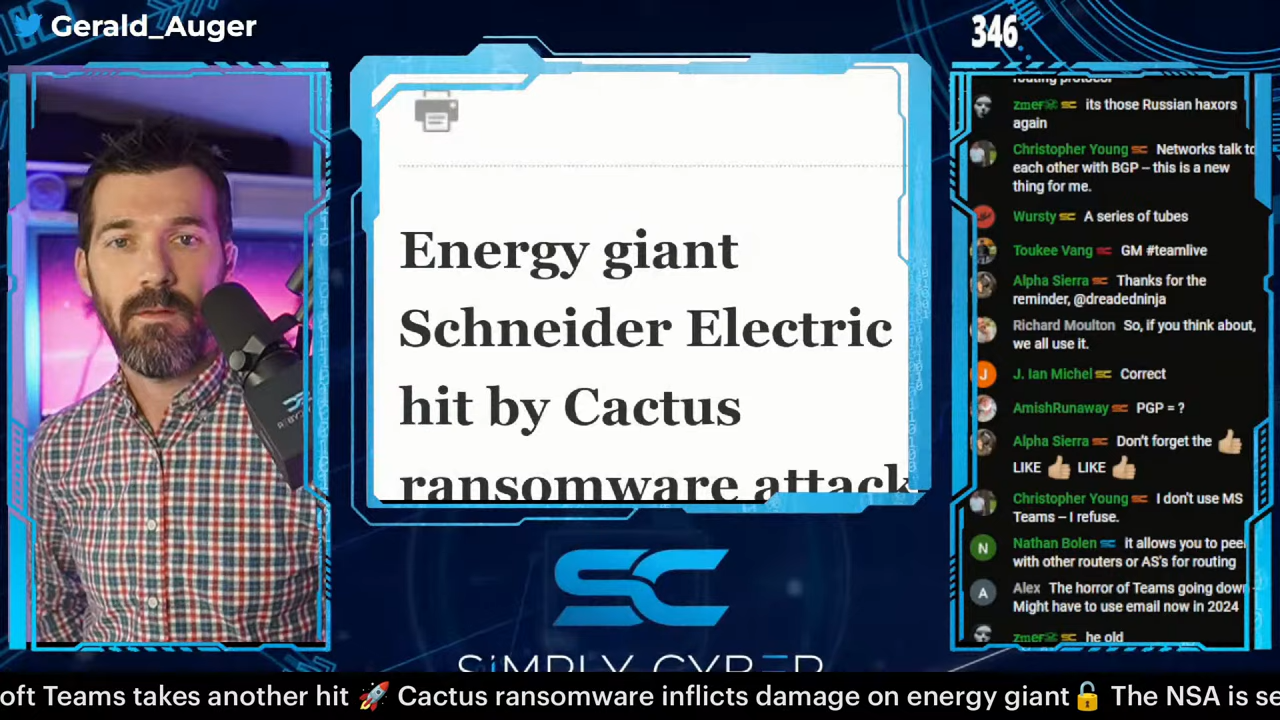 Gerald_Auger
346
Energy giant
Schneider Electric
hit by Cactus
ransomware attack
routing protocol
zmer its those Russian haxors
again
Christopher Young Networks talk to
each other with BGP – this is a new
thing for me.
Wursty A series of tubes
Toukee Vang GM #teamlive
Alpha Sierra Thanks for the
reminder, @dreadedninja
Richard Moulton So, if you think about,
we all use it.
J. Ian Michel Correct
AmishRunaway PGP = ?
Alpha Sierra Don't forget the 👍
LIKE 👍 LIKE 👍
Christopher Young I don't use MS
Teams – I refuse.
Nathan Bolen it allows you to peer
with other routers or AS's for routing
Alex The horror of Teams going down
Might have to use email now in 2024
zmer he old
SC
SIMPLY CYBER
oft Teams takes another hit 🚀 Cactus ransomware inflicts damage on energy giant🔓 The NSA is se